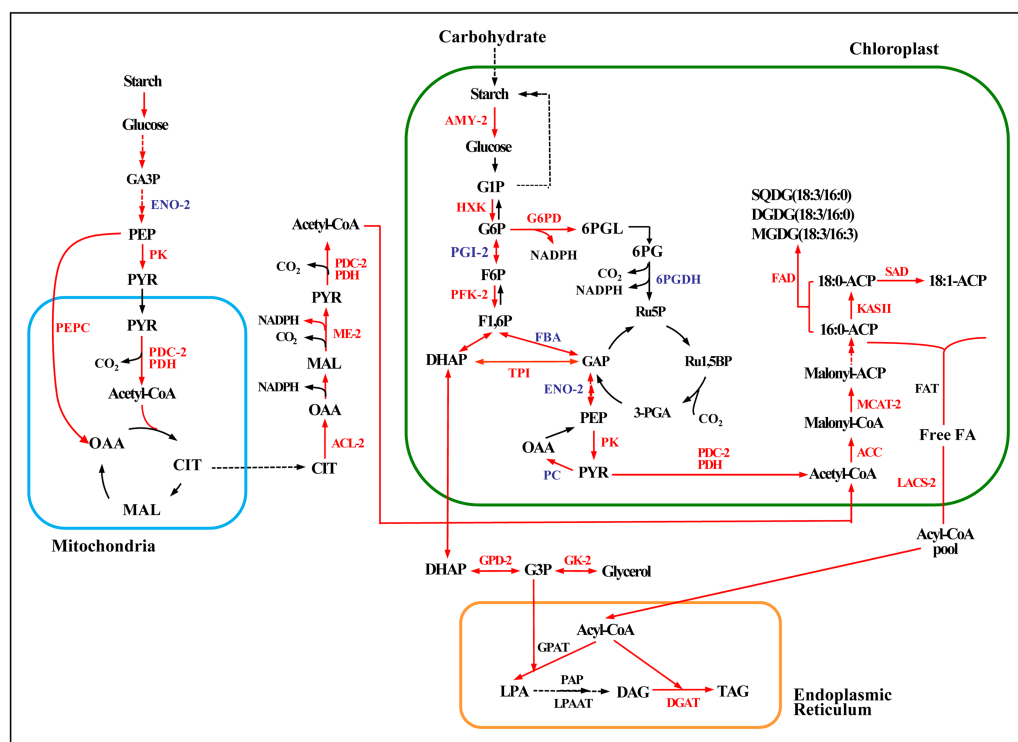 Carbohydrate
Chloroplast
Starch
Glucose
GA3P
ENO-2
PEP
PK
PYR
PEPC
PYR
CO2
PDC-2
PDH
Acetyl-CoA
OAA
CIT
MAL
Mitochondria
Acetyl-CoA
CO2
PDC-2
PDH
PYR
NADPH
CO2
ME-2
MAL
NADPH
OAA
ACL-2
CIT
Starch
AMY-2
Glucose
G1P
HXK
G6P
G6PD
6PGL
NADPH
6PG
CO2
NADPH
6PGDH
PGI-2
F6P
PFK-2
F1,6P
FBA
Ru5P
DHAP
TPI
GAP
Ru1,5BP
ENO-2
3-PGA
CO2
PEP
OAA
PK
PC
PYR
PDC-2
PDH
Acetyl-CoA
SQDG(18:3/16:0)
DGDG(18:3/16:0)
MGDG(18:3/16:3)
FAD
18:0-ACP
SAD
18:1-ACP
KASII
16:0-ACP
Malonyl-ACP
FAT
MCAT-2
Malonyl-CoA
Free FA
ACC
LACS-2
Acyl-CoA
pool
DHAP
GPD-2
G3P
GK-2
Glycerol
Acyl-CoA
GPAT
LPA
PAP
LPAAT
DAG
DGAT
TAG
Endoplasmic
Reticulum